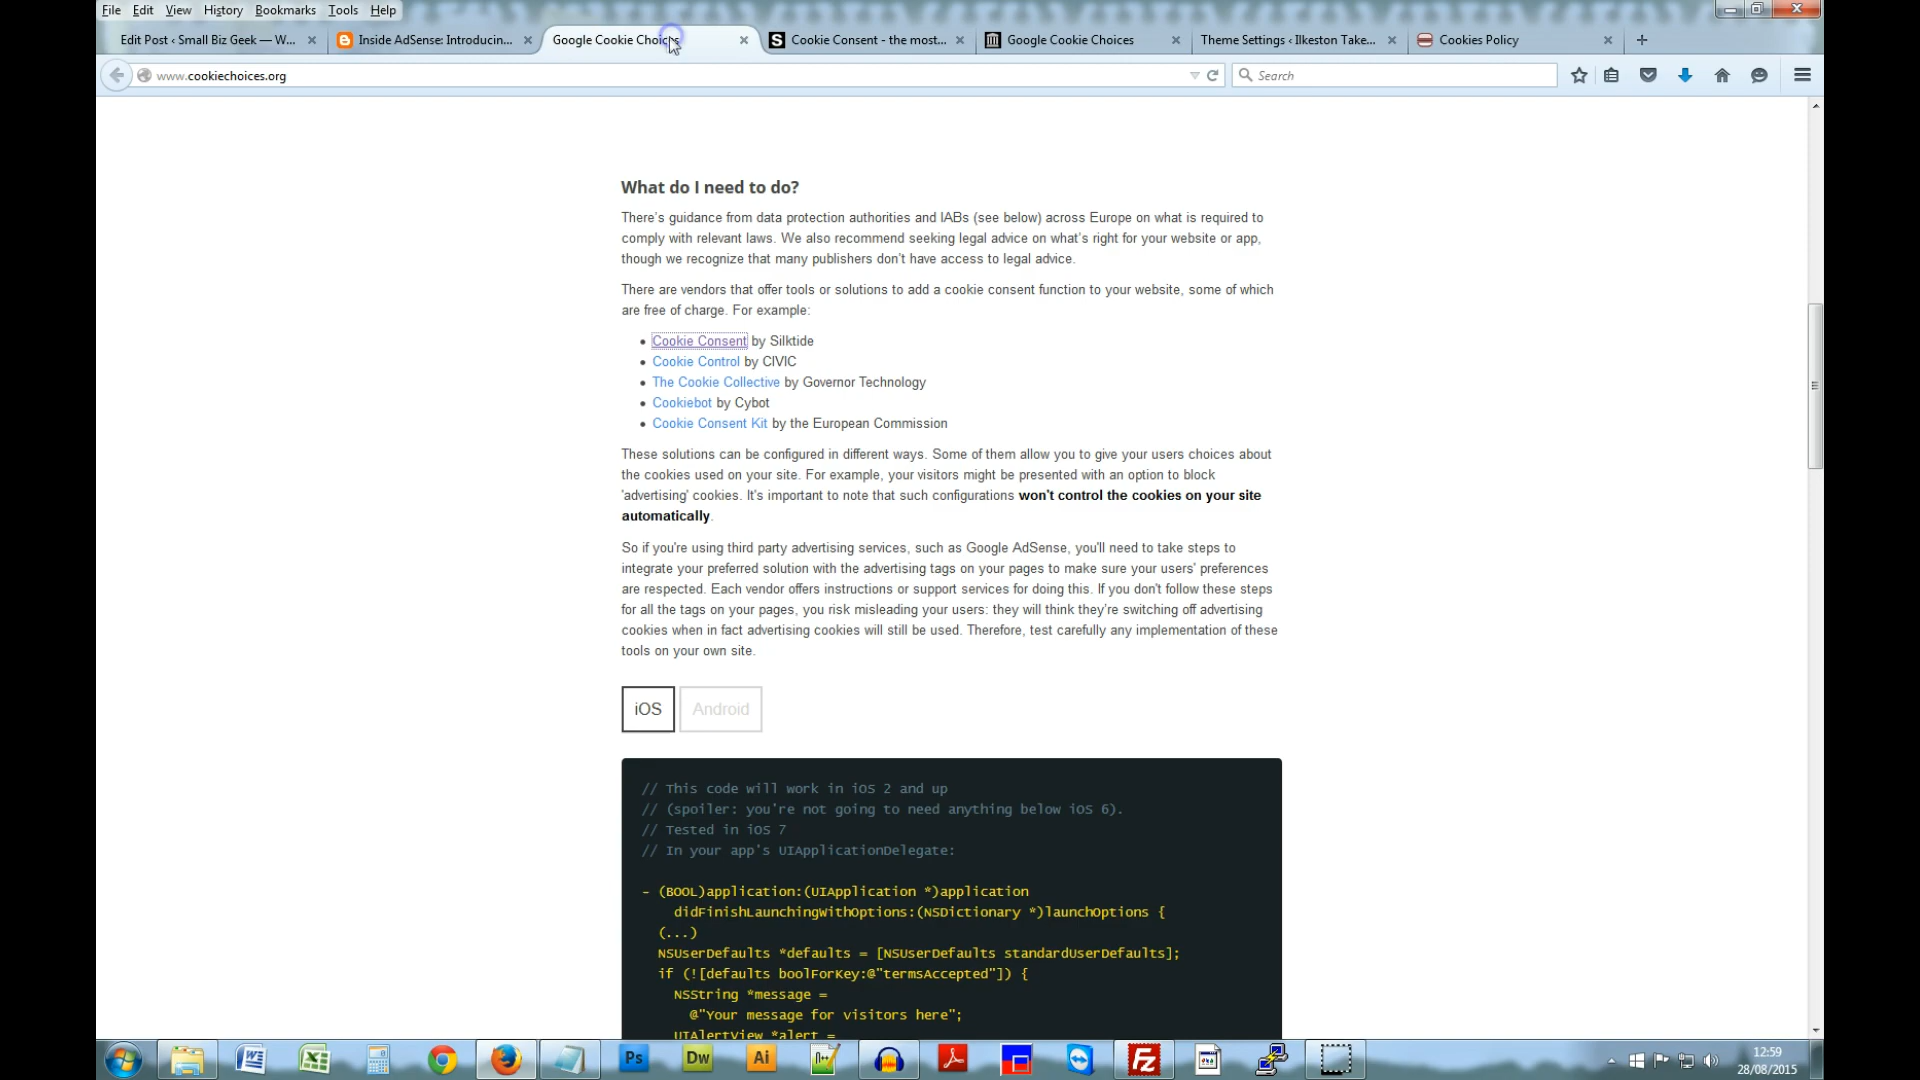 File Edit View History Bookmarks Tools Help
Edit Post ‹ Small Biz Geek — W...
Inside AdSense: Introducin...
Google Cookie Choices
Cookie Consent - the most...
Google Cookie Choices
Theme Settings ‹ Ilkeston Take...
Cookies Policy
www.cookiechoices.org
Search
What do I need to do?
There's guidance from data protection authorities and IABs (see below) across Europe on what is required to
comply with relevant laws. We also recommend seeking legal advice on what's right for your website or app,
though we recognize that many publishers don't have access to legal advice.
There are vendors that offer tools or solutions to add a cookie consent function to your website, some of which
are free of charge. For example:
• Cookie Consent by Silktide
• Cookie Control by CIVIC
• The Cookie Collective by Governor Technology
• Cookiebot by Cybot
• Cookie Consent Kit by the European Commission
These solutions can be configured in different ways. Some of them allow you to give your users choices about
the cookies used on your site. For example, your visitors might be presented with an option to block
'advertising' cookies. It's important to note that such configurations won't control the cookies on your site
automatically.
So if you're using third party advertising services, such as Google AdSense, you'll need to take steps to
integrate your preferred solution with the advertising tags on your pages to make sure your users' preferences
are respected. Each vendor offers instructions or support services for doing this. If you don't follow these steps
for all the tags on your pages, you risk misleading your users: they will think they're switching off advertising
cookies when in fact advertising cookies will still be used. Therefore, test carefully any implementation of these
tools on your own site.
iOS Android
// This code will work in iOS 2 and up
// (spoiler: you're not going to need anything below iOS 6).
// Tested in iOS 7
// In your app's UIApplicationDelegate:
- (BOOL)application:(UIApplication *)application
didFinishLaunchingWithOptions:(NSDictionary *)launchOptions {
(...)
NSUserDefaults *defaults = [NSUserDefaults standardUserDefaults];
if (![defaults boolForKey:@"termsAccepted"]) {
NSString *message =
@"Your message for visitors here";
UIAlertView *alert =
Ps Dw Ai
12:59
28/08/2015